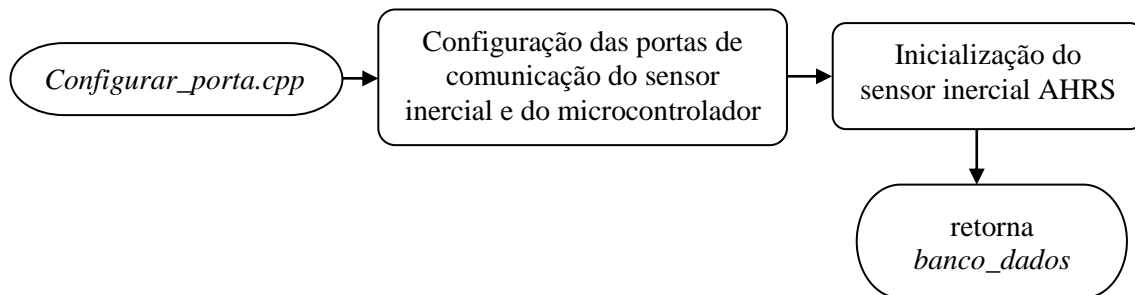 Configurar_porta.cpp
Configuração das portas de
comunicação do sensor
inercial e do microcontrolador
Inicialização do
sensor inercial AHRS
retorna
banco_dados